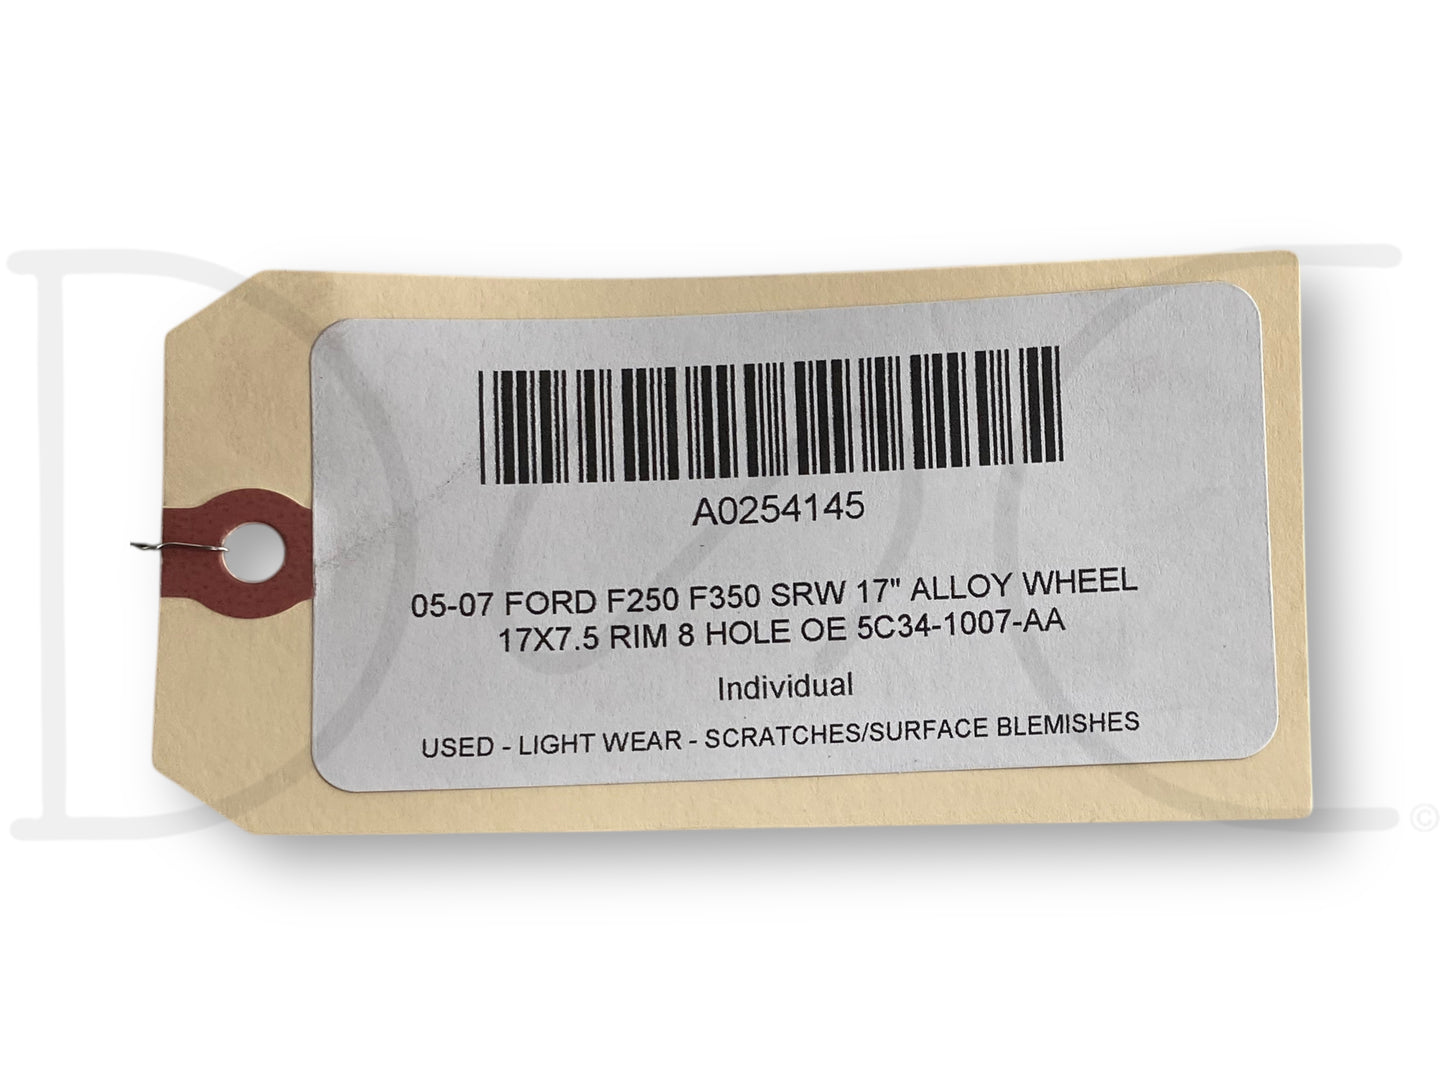 A0254145
05-07 FORD F250 F350 SRW 17" ALLOY WHEEL
17X7.5 RIM 8 HOLE OE 5C34-1007-AA
Individual
USED - LIGHT WEAR - SCRATCHES/SURFACE BLEMISHES
©